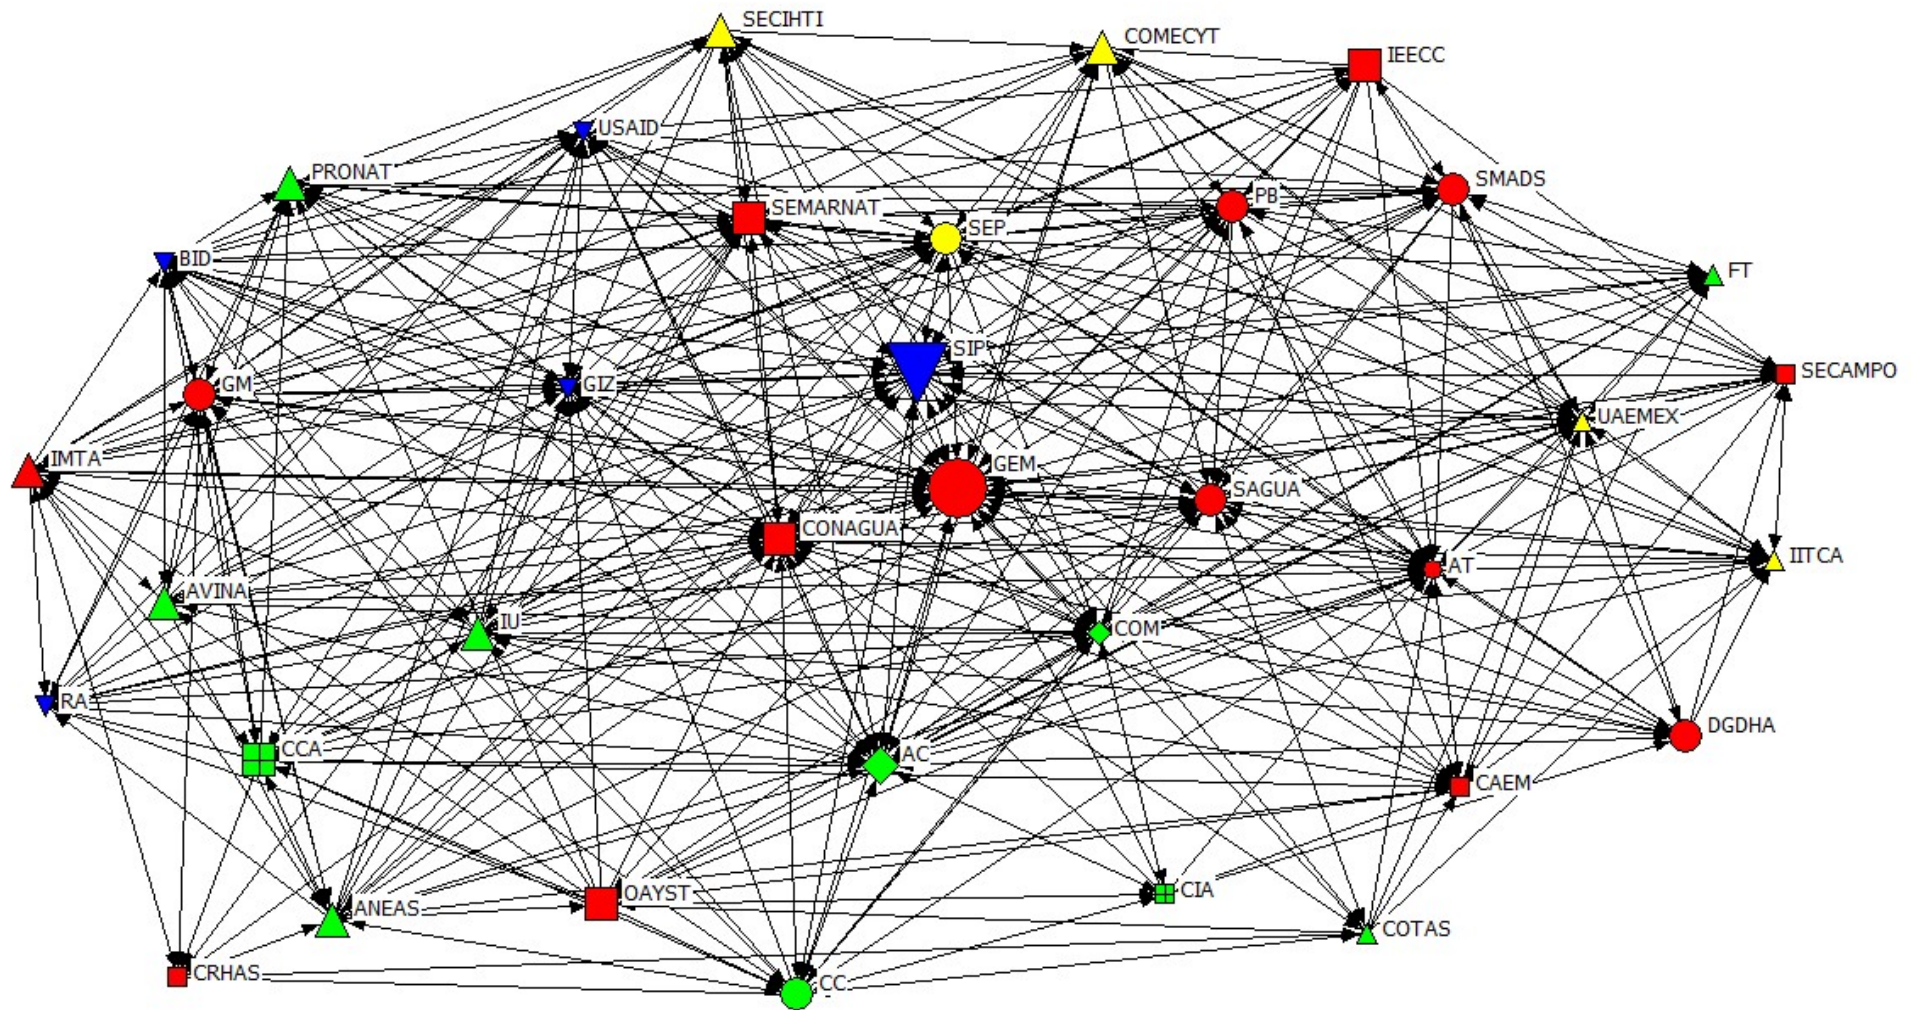 SECIHTI
COMECYT
IEECC
USAID
PRONAT
SMADS
PB
SEMARNAT
SEP
BID
FT
SIP
SECAMPO
GM
GIZ
UAEMEX
IMTA
GEM
SAGUA
CONAGUA
IITCA
AT
AVINA
IU
COM
RA
DGDHA
CCA
AC
CAEM
CIA
OAYST
ANEAS
COTAS
CRHAS
CC